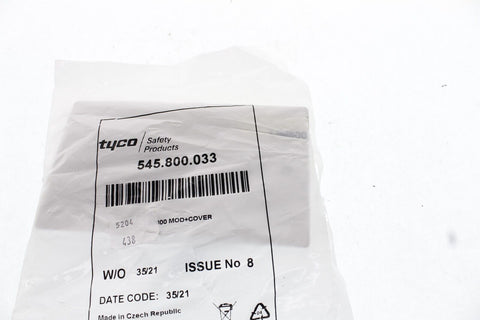 tyco Safety
Products
545.800.033
5204
438
00 MOD+COVER
W/O 35/21 ISSUE No 8
DATE CODE: 35/21
Made in Czech Republic